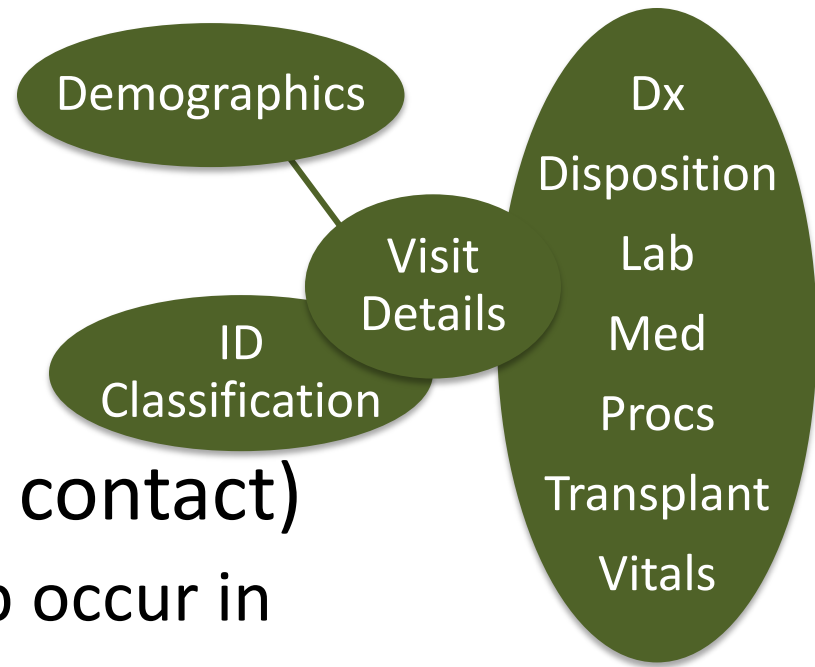 Demographics
Visit
Details
ID
Classification
Dx
Disposition
Lab
Med
Procs
Transplant
Vitals
contact)
occur in